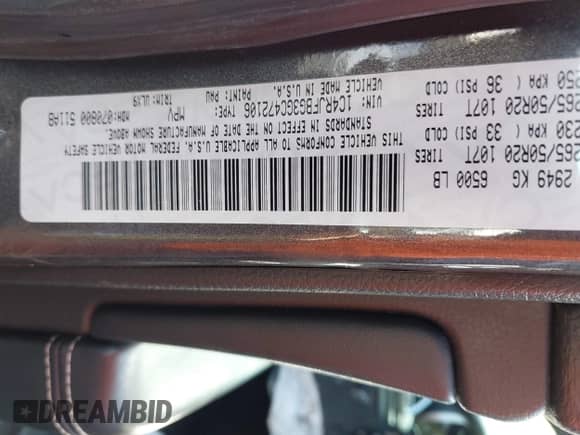 2949 KG 6500 LB
265/50R20 107T TIRES
230 KPA ( 33 PSI) COLD
265/50R20 107T TIRES
250 KPA ( 36 PSI) COLD
THIS VEHICLE CONFORMS TO ALL APPLICABLE U.S.A. FEDERAL MOTOR VEHICLE SAFETY
STANDARDS IN EFFECT ON THE DATE OF MANUFACTURE SHOWN ABOVE.
VIN: 1C4RJFBG3GC472106 TYPE: MPV MDH:070800 511AB
VEHICLE MADE IN U.S.A. PAINT: PAU TRIM: ULX9
DREAMBID